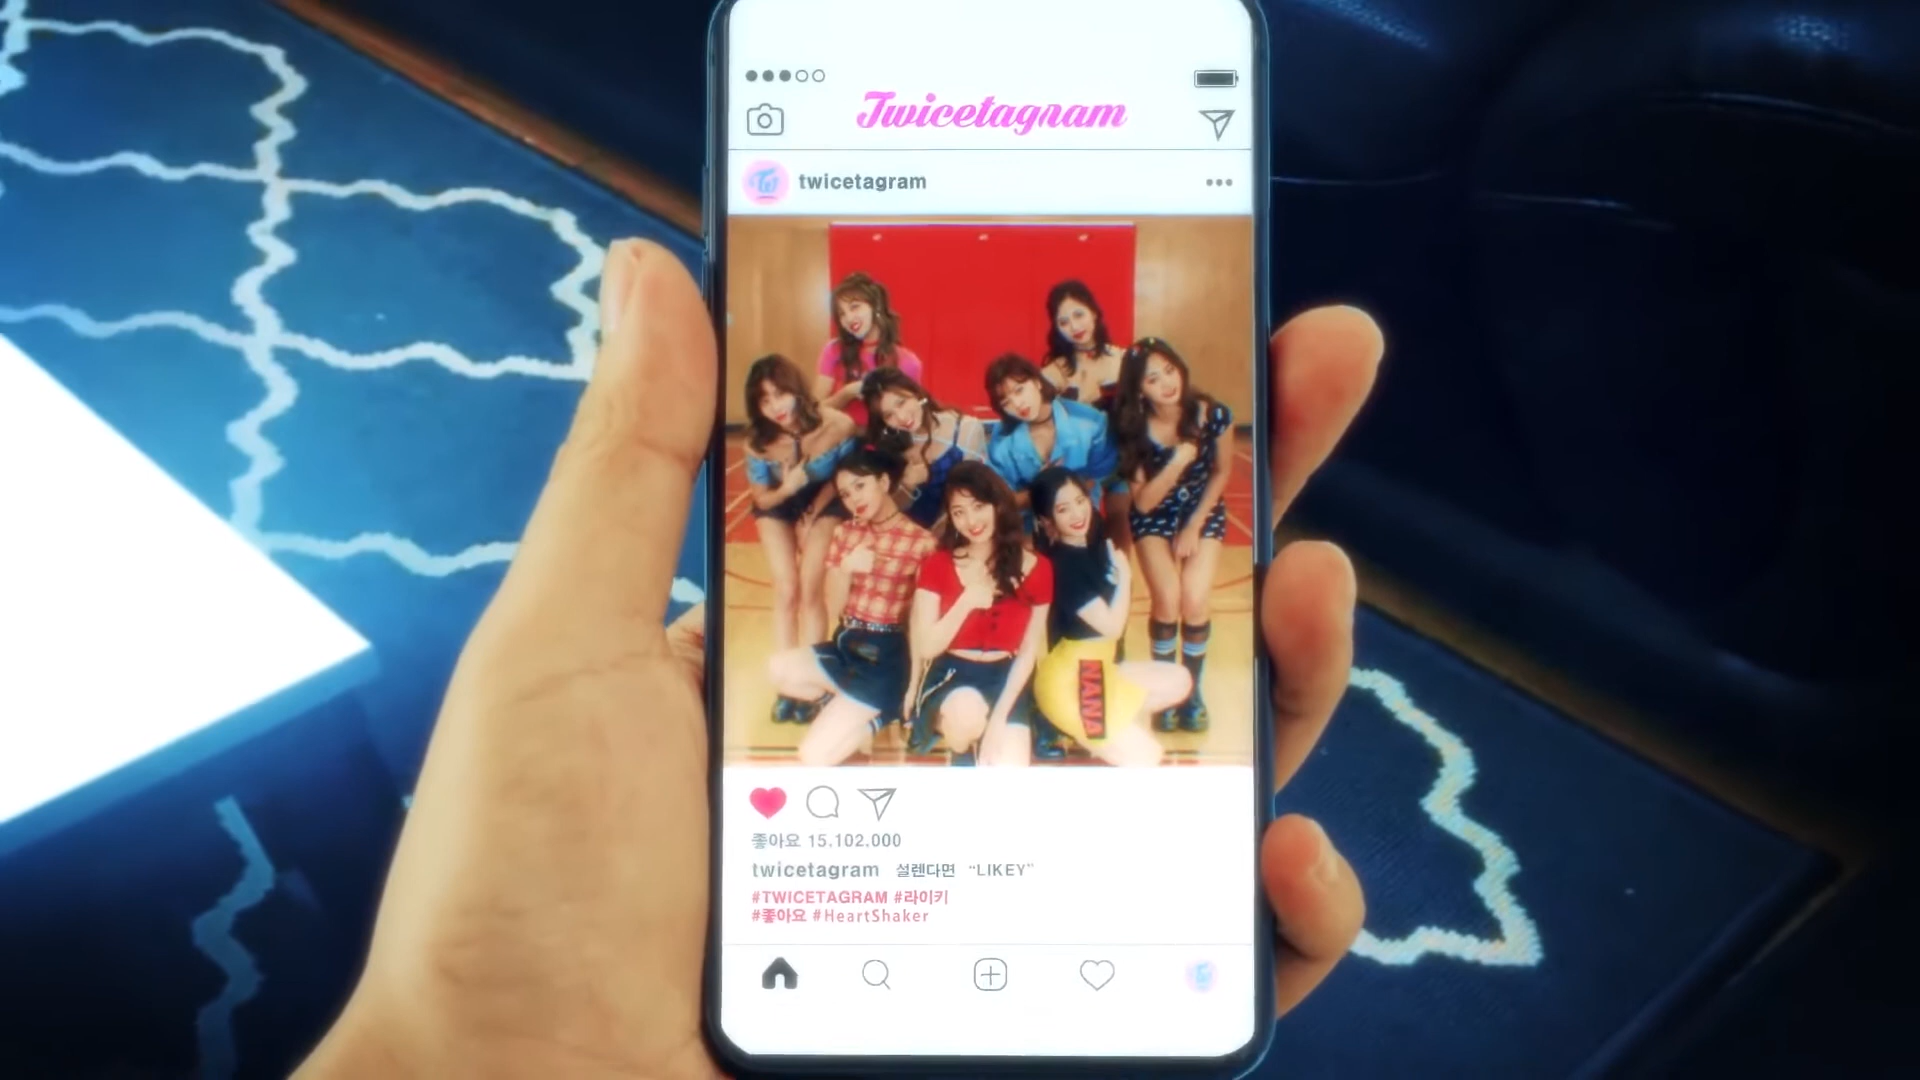 Twicetagram
twicetagram
NANA
좋아요 15.102.000
twicetagram 설렌다면 “LIKEY”
#TWICETAGRAM #라이키
#좋아요 #HeartShaker